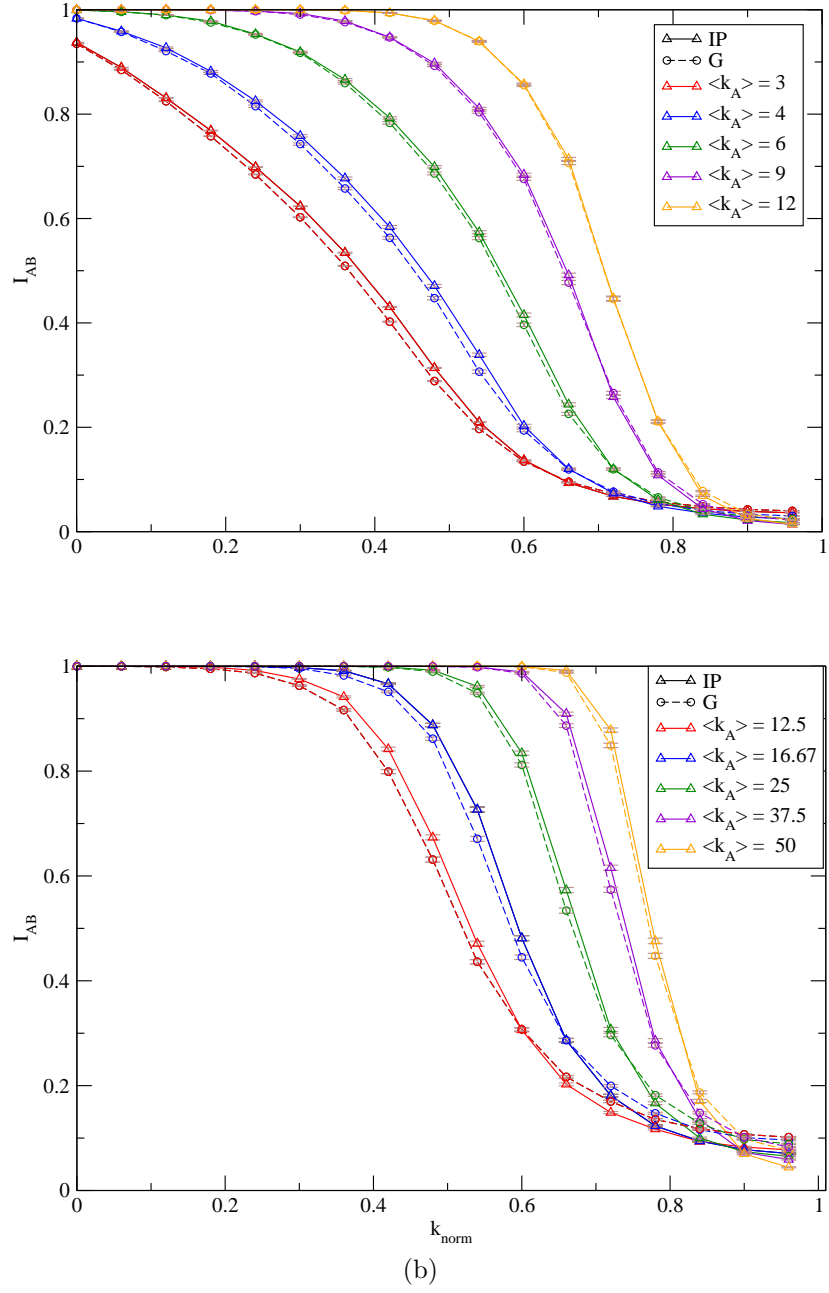 1
0.8
0.6
0.4
0.2
0
I_AB
0 0.2 0.4 0.6 0.8 1
IP
G
<k_A> = 3
<k_A> = 4
<k_A> = 6
<k_A> = 9
<k_A> = 12
1
0.8
0.6
0.4
0.2
0
I_AB
0 0.2 0.4 0.6 0.8 1
k_norm
IP
G
<k_A> = 12.5
<k_A> = 16.67
<k_A> = 25
<k_A> = 37.5
<k_A> = 50
(b)